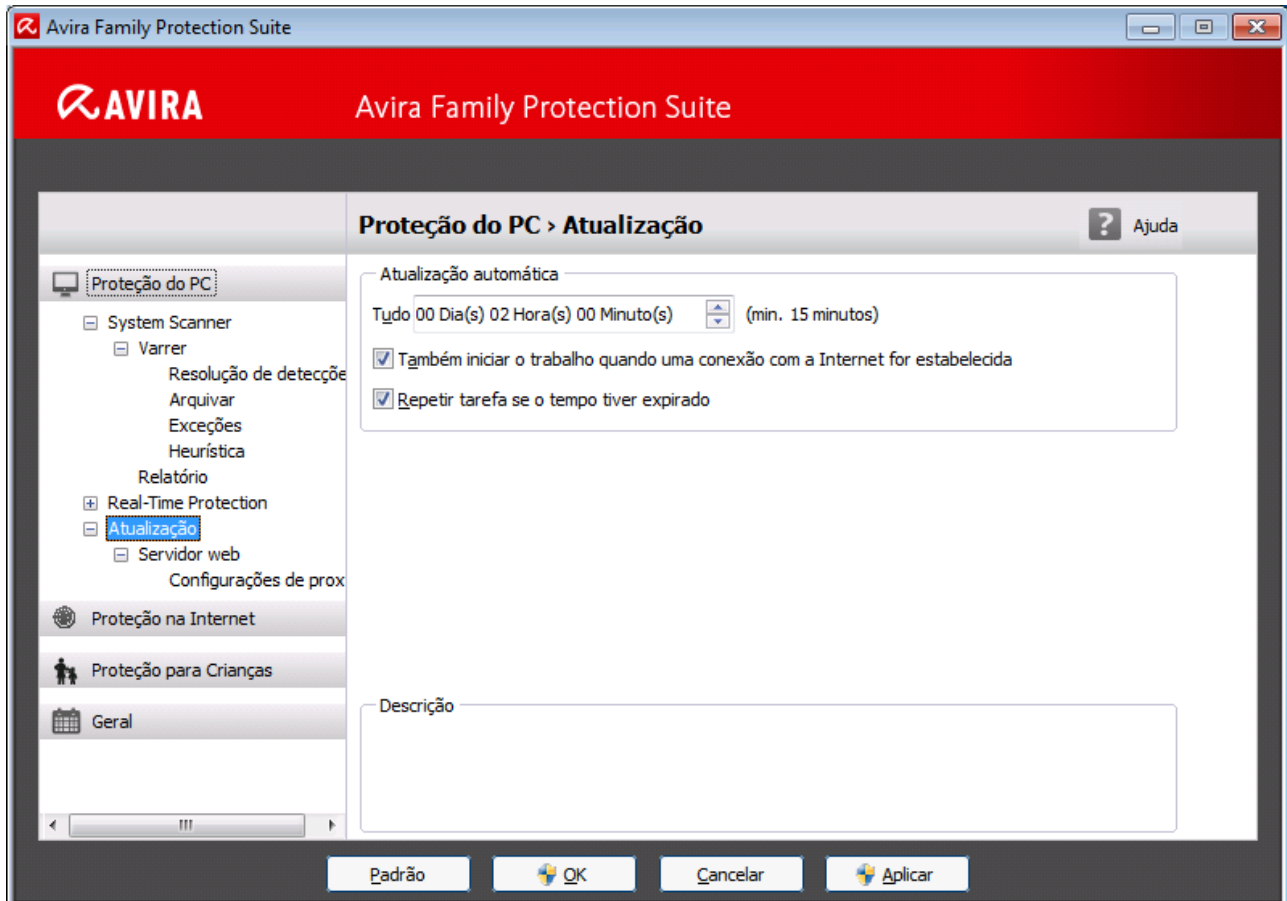 Avira Family Protection Suite
AVIRA
Avira Family Protection Suite
Proteção do PC › Atualização
? Ajuda
Proteção do PC
System Scanner
Varrer
Resolução de detecçõe
Arquivar
Exceções
Heurística
Relatório
Real-Time Protection
Atualização
Servidor web
Configurações de prox
Proteção na Internet
Proteção para Crianças
Geral
Atualização automática
Tudo 00 Dia(s) 02 Hora(s) 00 Minuto(s) (min. 15 minutos)
Também iniciar o trabalho quando uma conexão com a Internet for estabelecida
Repetir tarefa se o tempo tiver expirado
Descrição
Padrão
OK
Cancelar
Aplicar